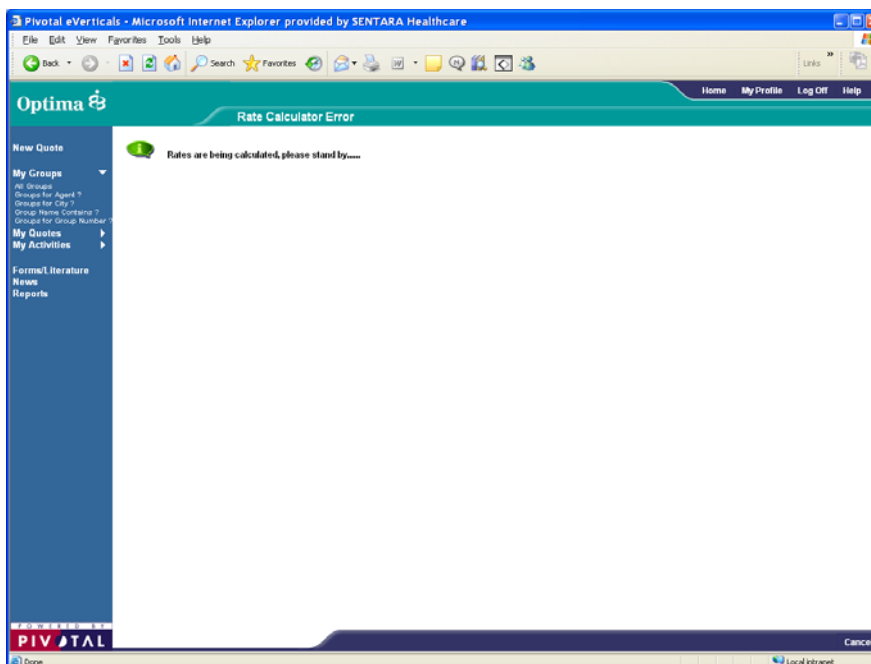 Pivotal eVerticals - Microsoft Internet Explorer provided by SENTARA Healthcare
File Edit View Favorites Tools Help
Back Search Favorites Links »
Home My Profile Log Off Help
Optima
Rate Calculator Error
New Quote
Rates are being calculated, please stand by......
My Groups
All Groups
Groups for Agent ?
Groups for City ?
Group Name Contains ?
Groups for Group Number ?
My Quotes
My Activities
Forms/Literature
News
Reports
POWERED BY
PIVOTAL
Cance
Done Local intranet